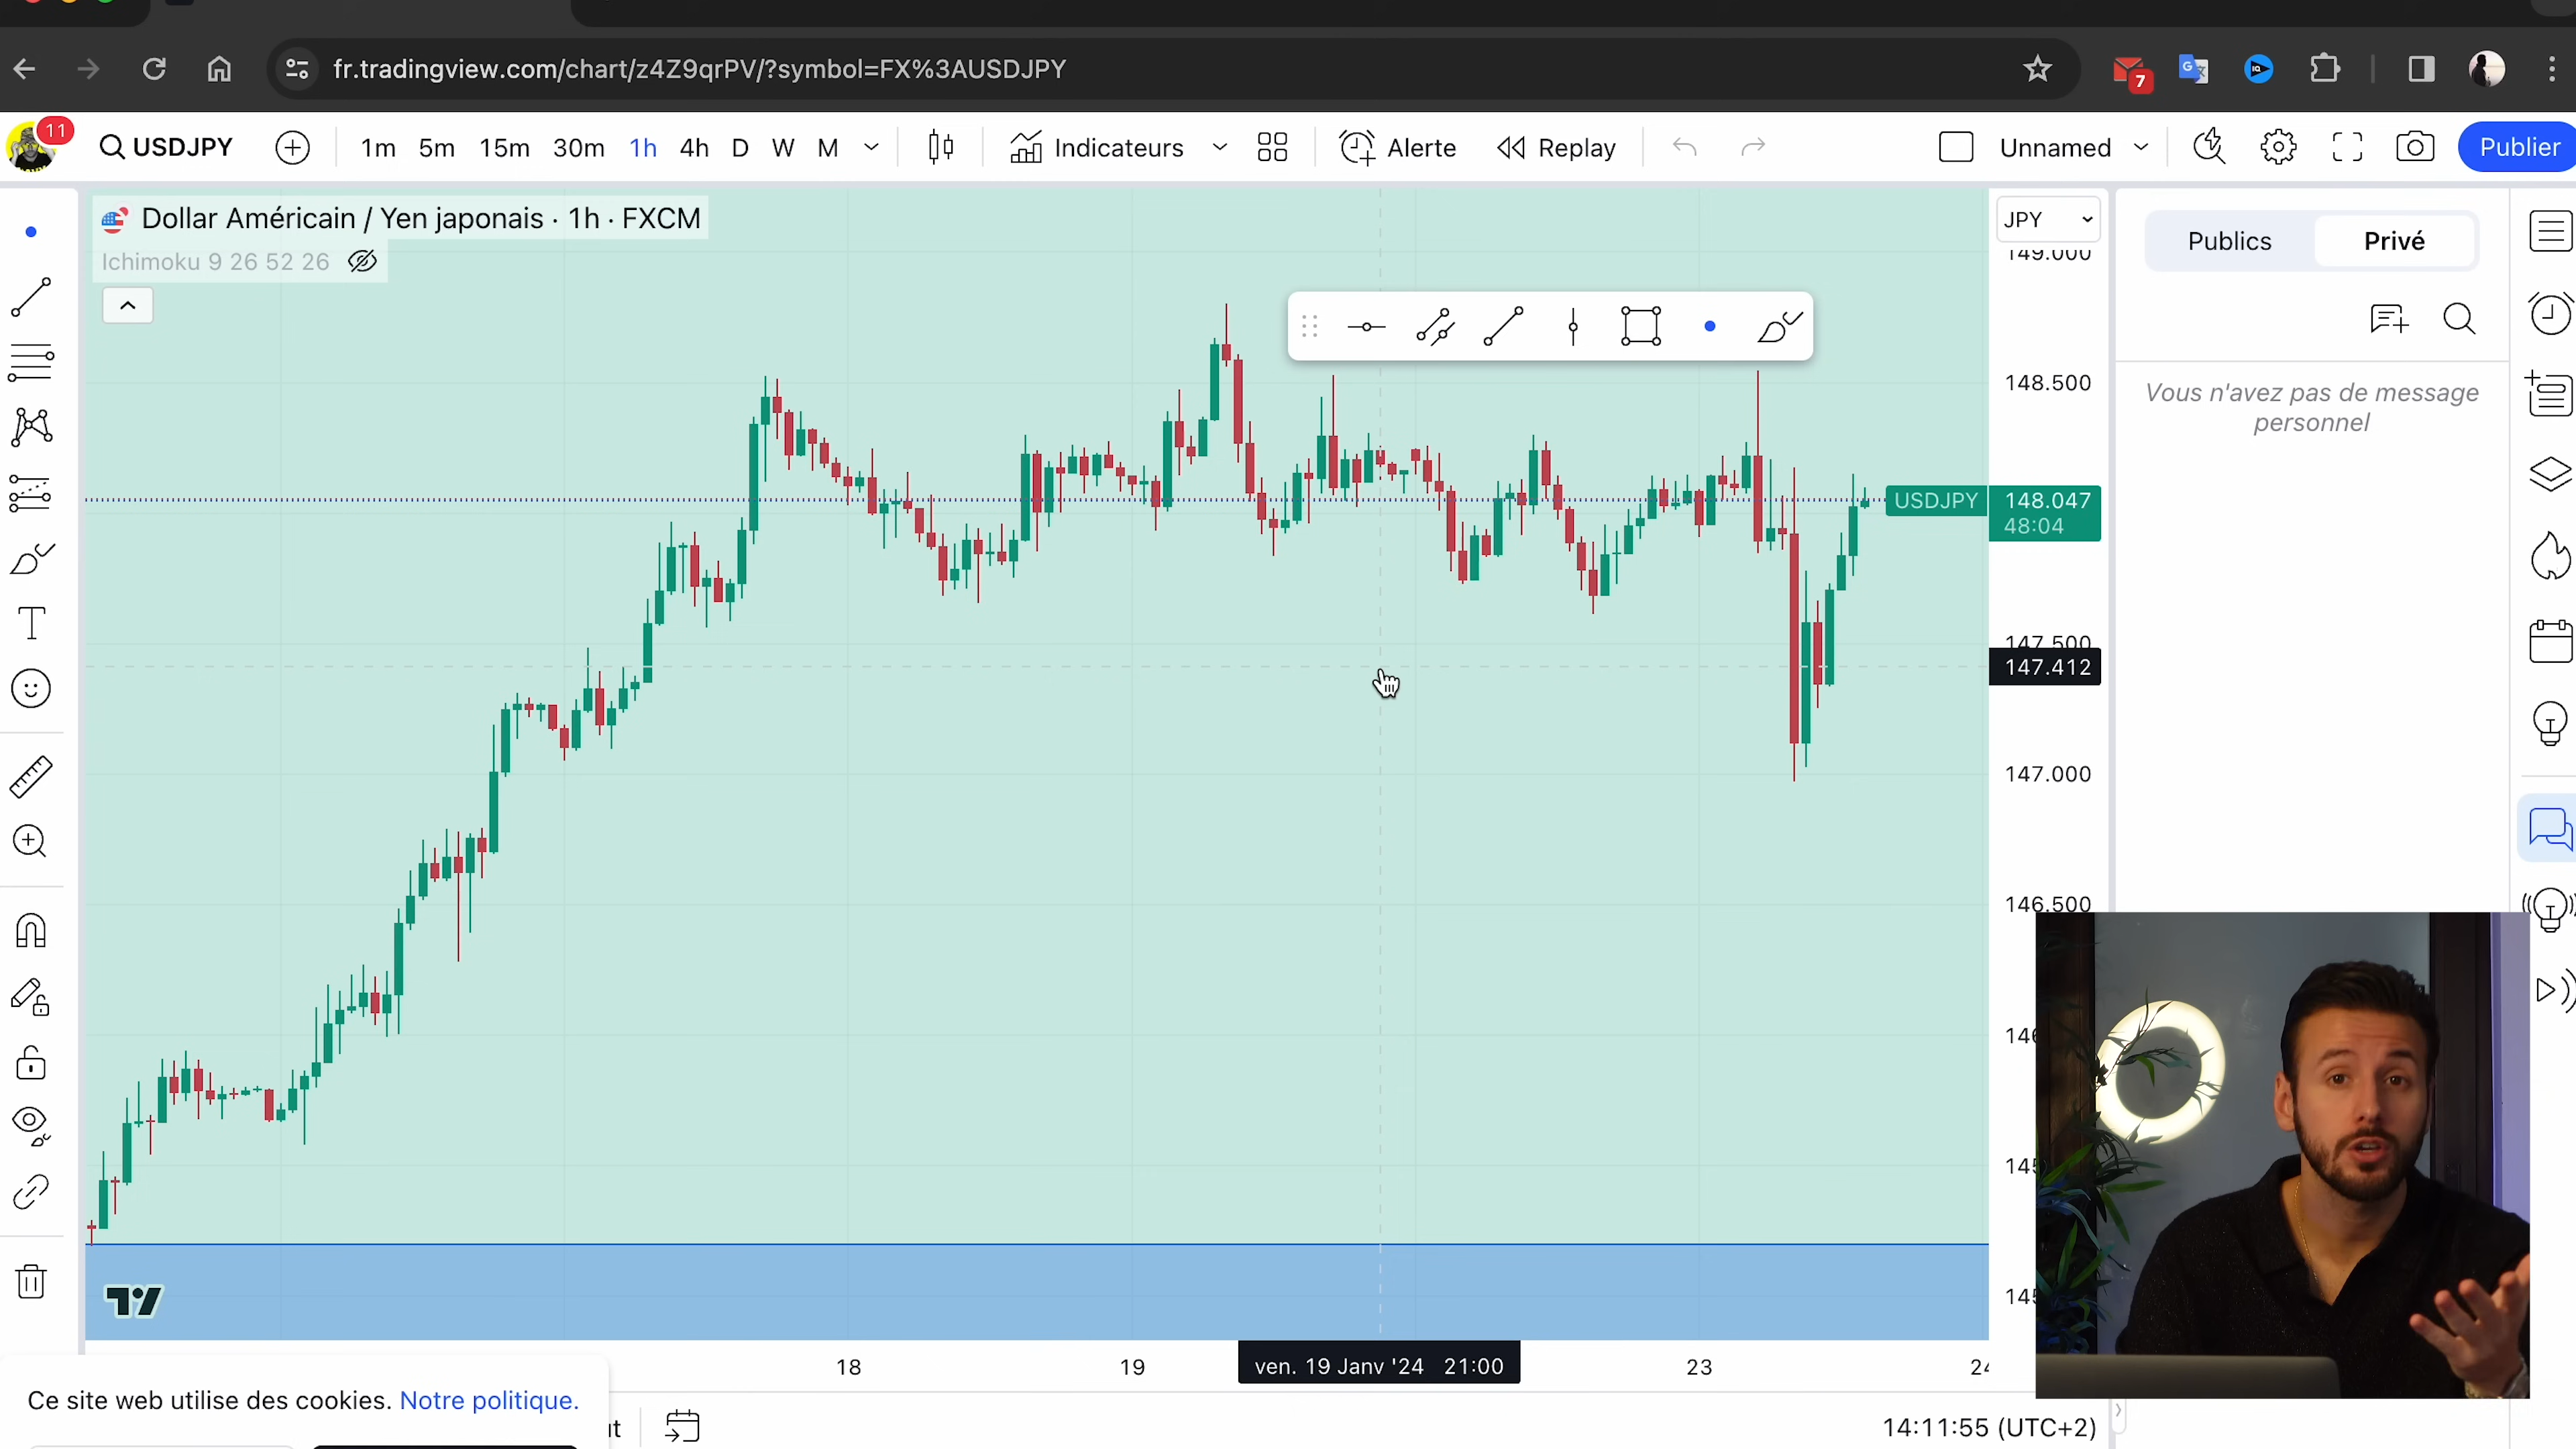 fr.tradingview.com/chart/z4Z9qrPV/?symbol=FX%3AUSDJPY
7
11
USDJPY
1m 5m 15m 30m 1h 4h D W M
Indicateurs
Alerte
Replay
Unnamed
Publier
Dollar Américain / Yen japonais · 1h · FXCM
Ichimoku 9 26 52 26
JPY
149.000
148.500
USDJPY 148.047
48:04
147.500
147.412
147.000
146.500
Publics
Privé
Vous n'avez pas de message
personnel
18
19
ven. 19 Janv '24 21:00
23
Ce site web utilise des cookies. Notre politique.
14:11:55 (UTC+2)